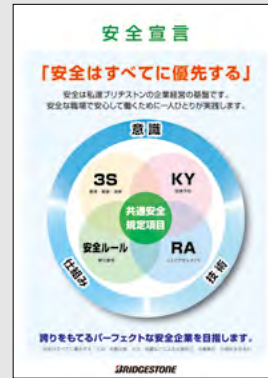 安全宣言
「安全はすべてに優先する」
安全は私達ブリヂストンの企業経営の基盤です。
安全な職場で安心して働くために一人ひとりが実践します。
意識
3S
KY
共通安全
規定項目
安全ルール
RA
仕組み
技術
誇りをもてるパーフェクトな安全企業を目指します。
BRIDGESTONE